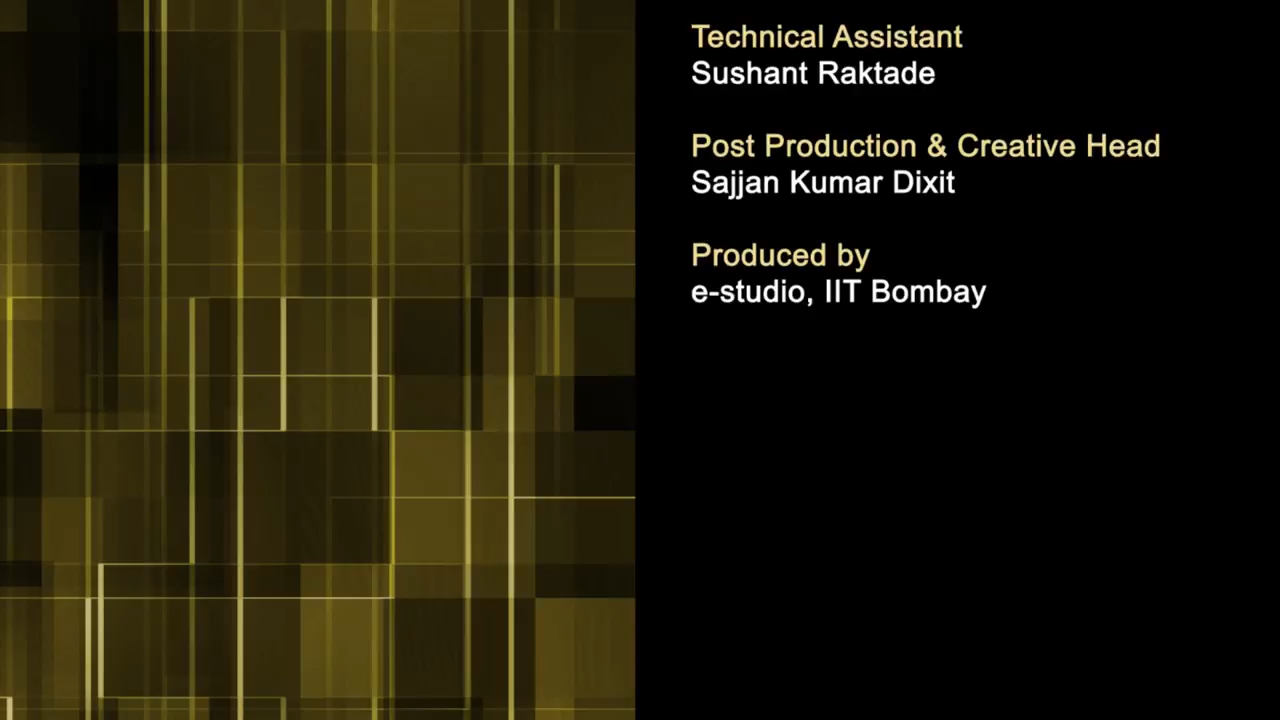 Technical Assistant
Sushant Raktade
Post Production & Creative Head
Sajjan Kumar Dixit
Produced by
e-studio, IIT Bombay